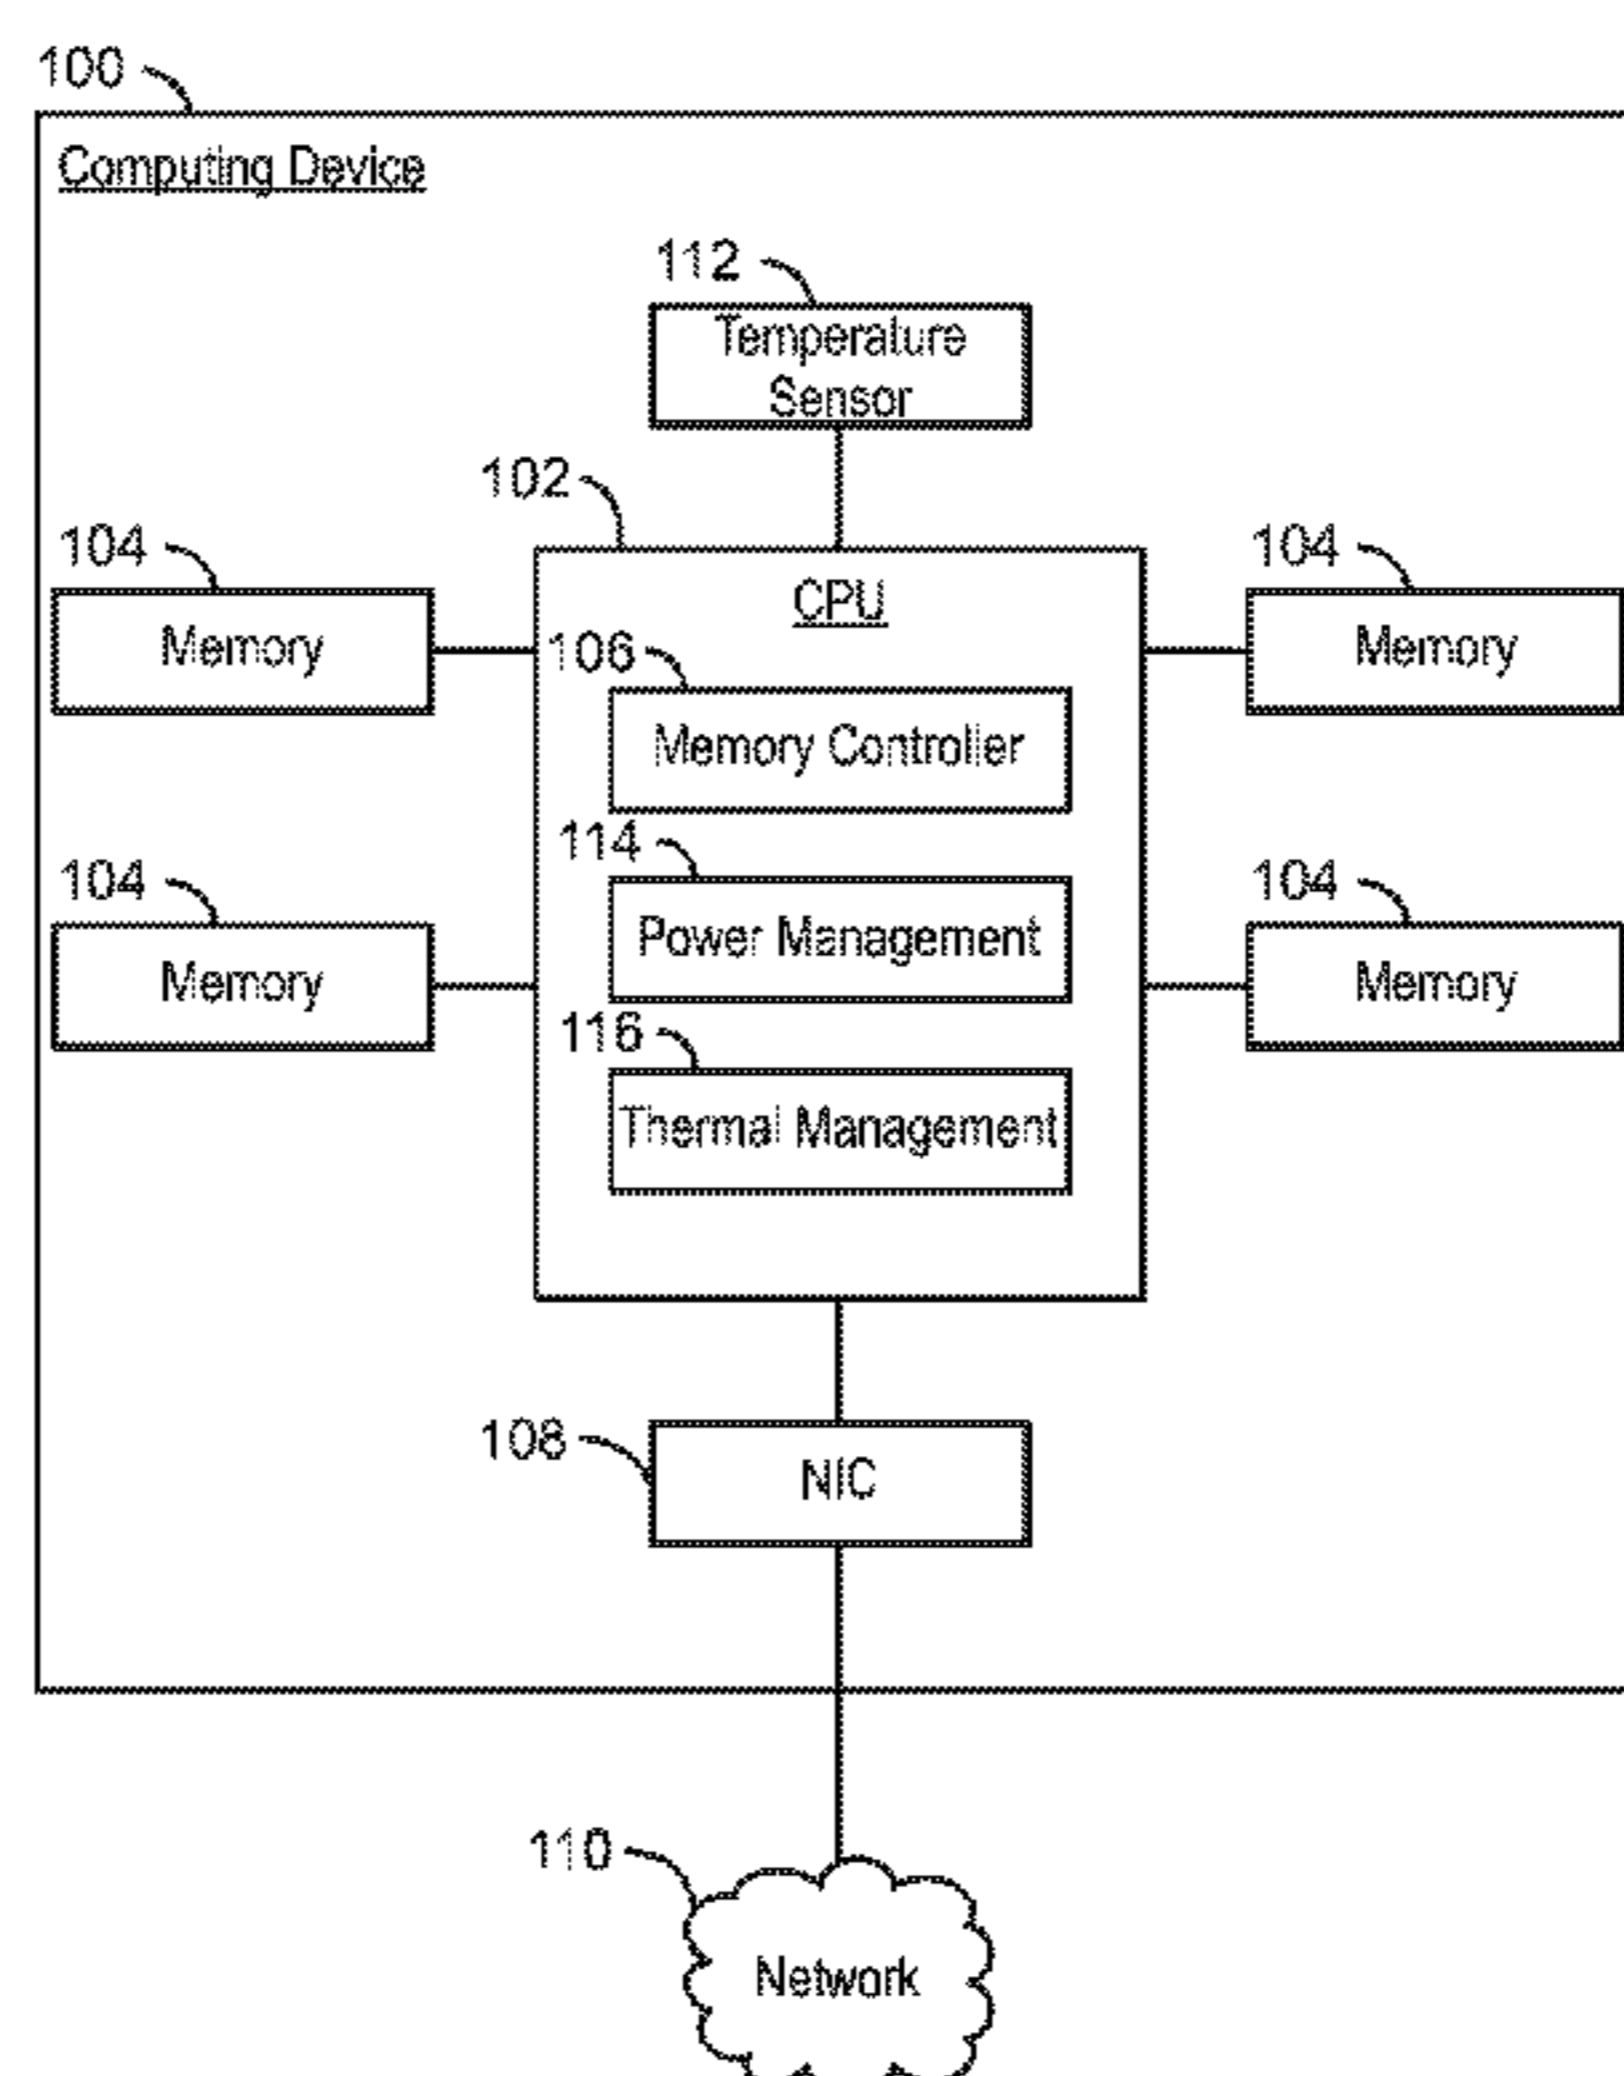 100
Computing Device
112
Temperature
Sensor
102
104
104
CPU
Memory
106
Memory
Memory Controller
114
104
104
Power Management
Memory
Memory
116
Thermal Management
108
NIC
110
Network